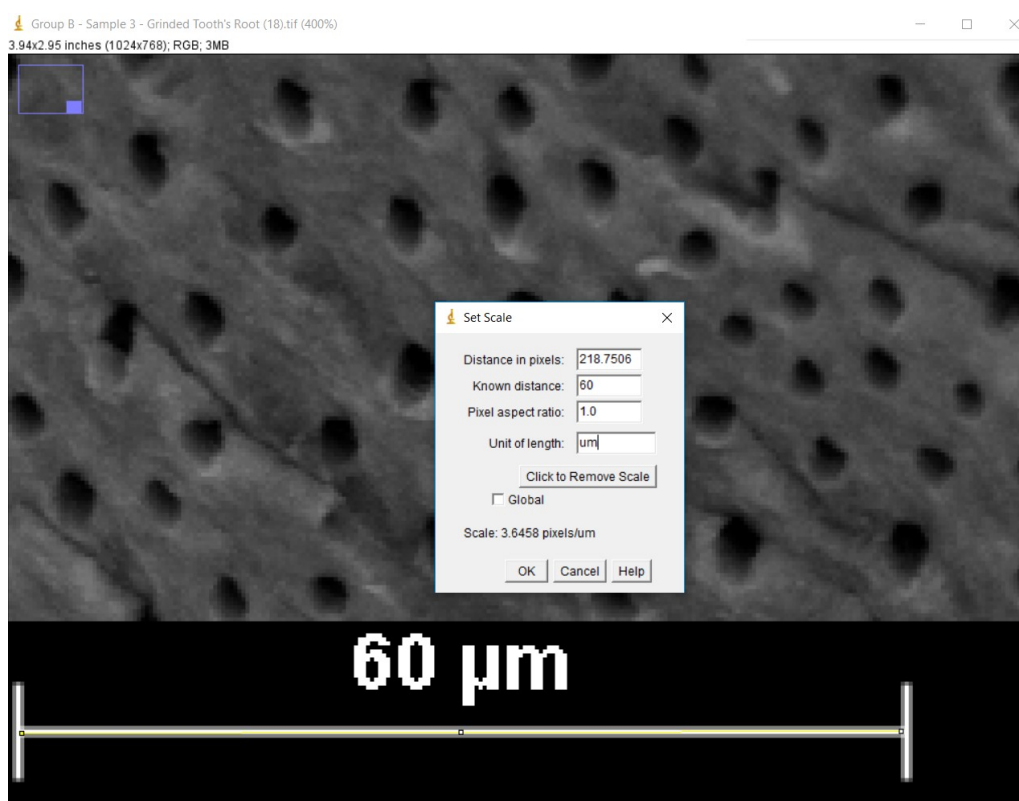 Group B - Sample 3 - Grinded Tooth's Root (18).tif (400%)
3.94x2.95 inches (1024x768); RGB; 3MB
Set Scale
Distance in pixels: 218.7506
Known distance: 60
Pixel aspect ratio: 1.0
Unit of length: um
Click to Remove Scale
Global
Scale: 3.6458 pixels/um
OK Cancel Help
60 µm